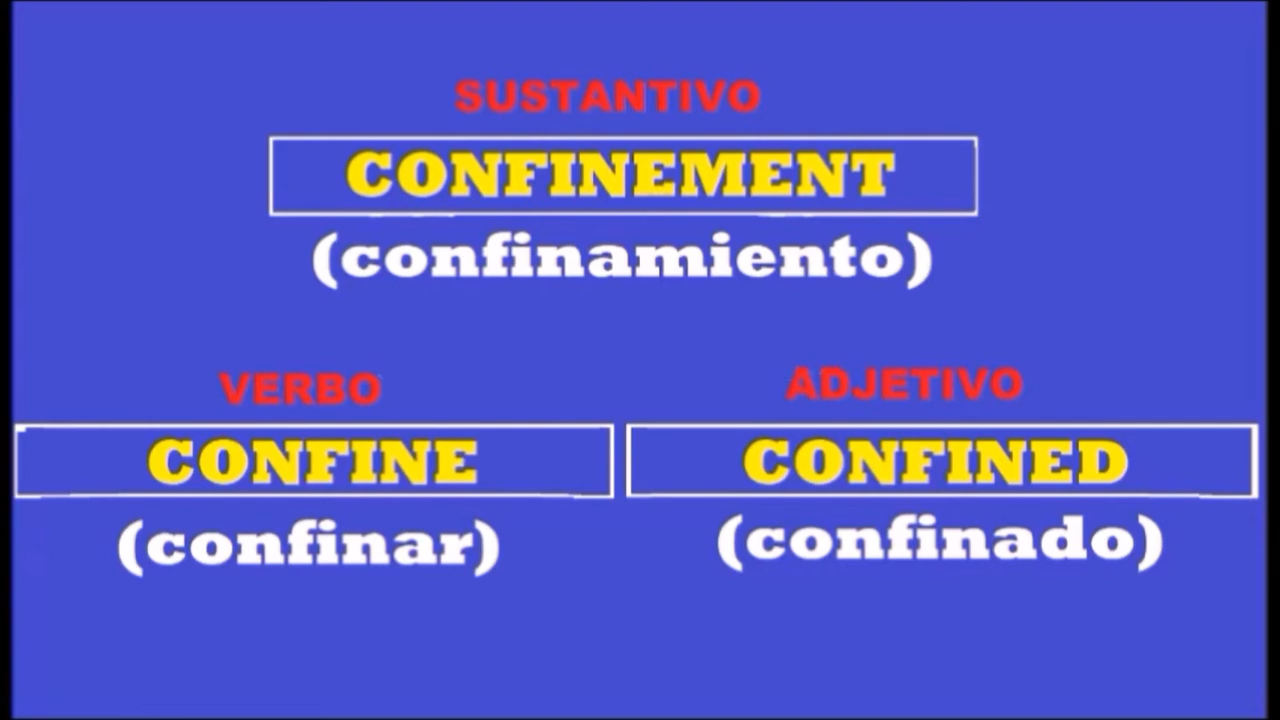 SUSTANTIVO
CONFINEMENT
(confinamiento)
VERBO
CONFINE
(confinar)
ADJETIVO
CONFINED
(confinado)